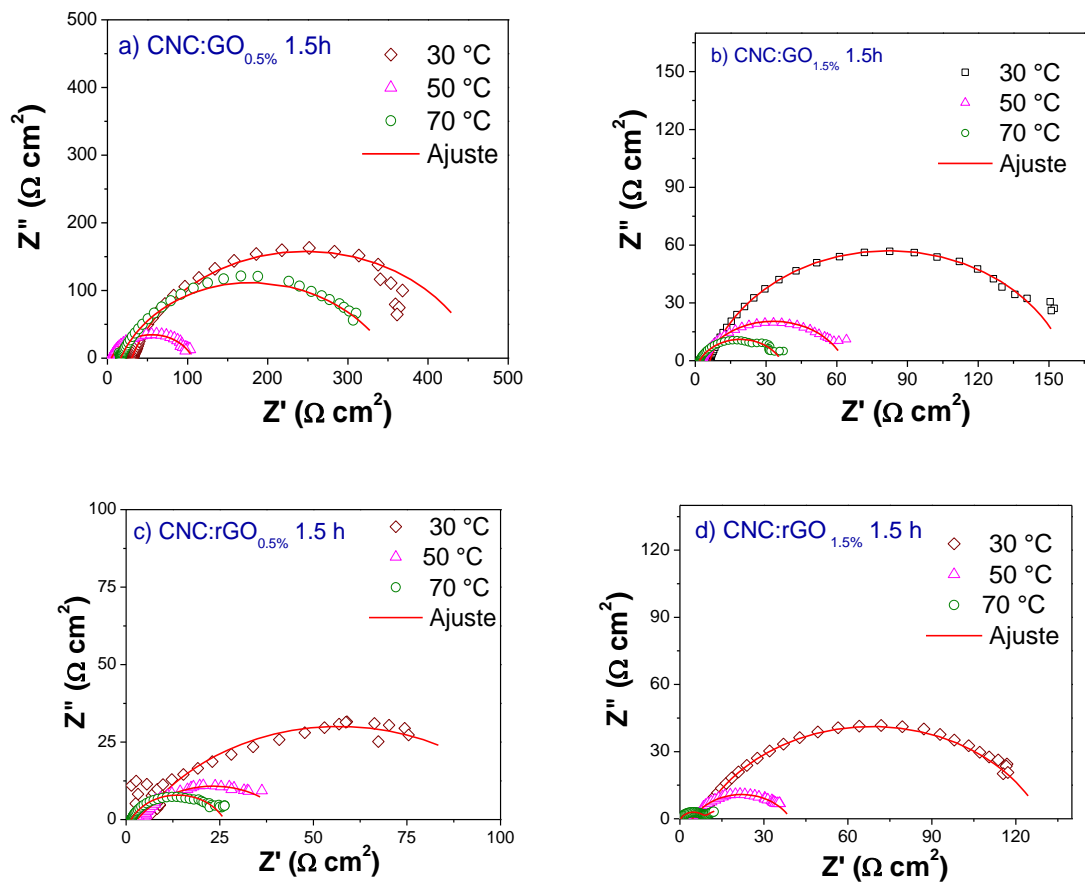 a) CNC:GO0.5% 1.5h
30 °C
50 °C
70 °C
Ajuste
500
400
300
200
100
0
Z" (Ω cm2)
0 100 200 300 400 500
Z' (Ω cm2)
b) CNC:GO1.5% 1.5h
30 °C
50 °C
70 °C
Ajuste
150
120
90
60
30
0
Z" (Ω cm2)
0 30 60 90 120 150
Z' (Ω cm2)
c) CNC:rGO0.5% 1.5 h
30 °C
50 °C
70 °C
Ajuste
100
75
50
25
0
Z" (Ω cm2)
0 25 50 75 100
Z' (Ω cm2)
d) CNC:rGO 1.5% 1.5 h
30 °C
50 °C
70 °C
Ajuste
120
90
60
30
0
Z" (Ω cm2)
0 30 60 90 120
Z' (Ω cm2)